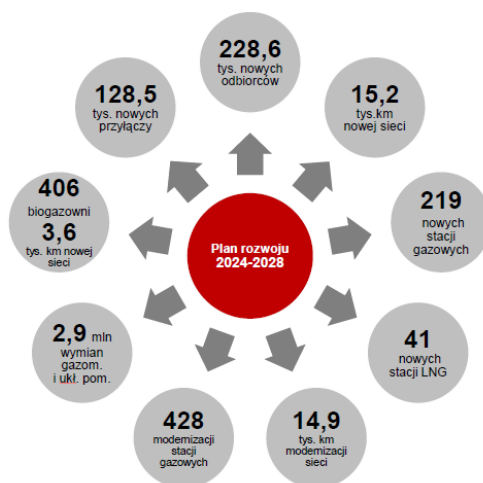 228,6
tys. nowych
odbiorców
15,2
tys.km
nowej sieci
219
nowych
stacji
gazowych
41
nowych
stacji LNG
14,9
tys. km
modernizacji
sieci
428
modernizacji
stacji
gazowych
2,9 mln
wymian
gazom.
i ukł. pom.
406
biogazowni
3,6
tys. km nowej
sieci
128,5
tys. nowych
przyłączy
Plan rozwoju
2024-2028